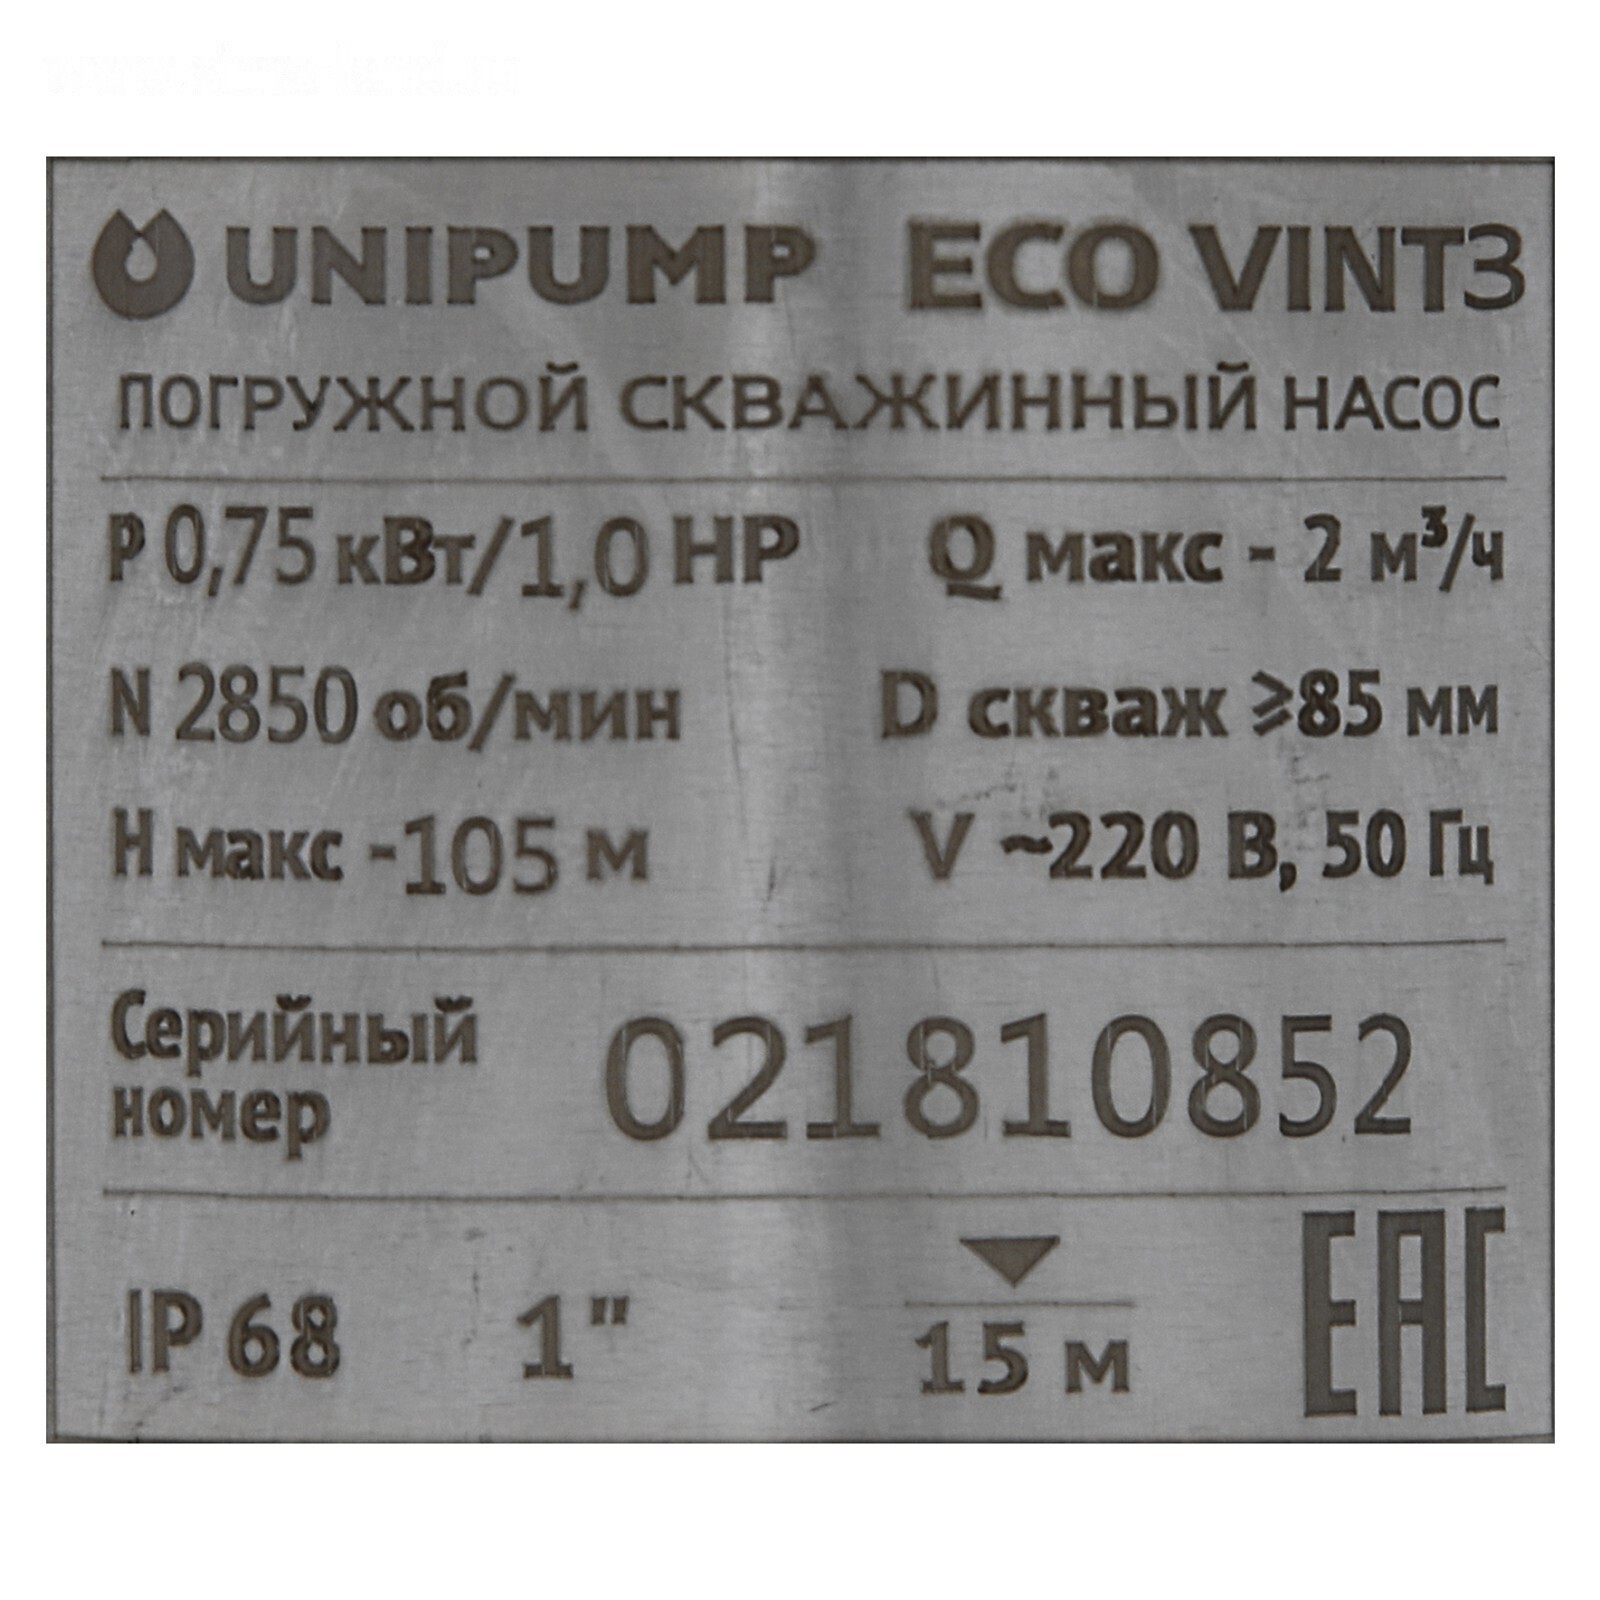 UNIPUMP ECO VINT3
ПОГРУЖНОЙ СКВАЖИННЫЙ НАСОС
P 0,75 кВт/1,0 HP Q макс - 2 м³/ч
N 2850 об/мин D скваж ≥85 мм
H макс -105 м V ~220 В, 50 Гц
Серийный
номер 021810852
IP 68 1" 15 м EAC